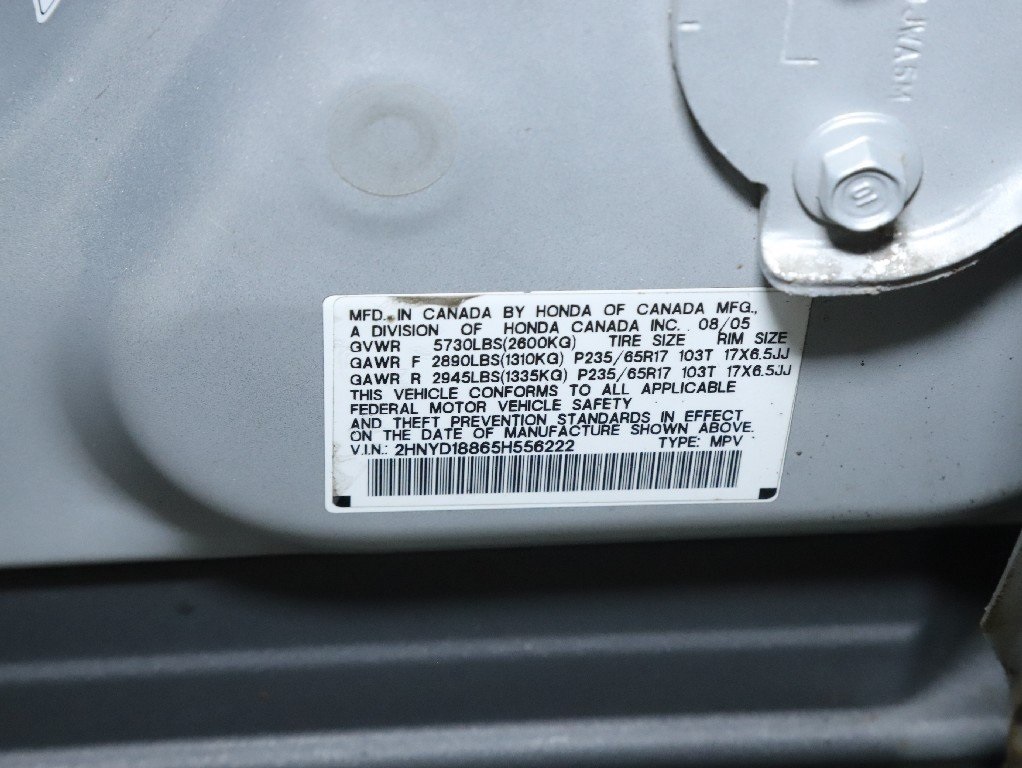 MFD. IN CANADA BY HONDA OF CANADA MFG.,
A DIVISION OF HONDA CANADA INC. 08/05
GVWR 5730LBS(2600KG) TIRE SIZE RIM SIZE
GAWR F 2890LBS(1310KG) P235/65R17 103T 17X6.5JJ
GAWR R 2945LBS(1335KG) P235/65R17 103T 17X6.5JJ
THIS VEHICLE CONFORMS TO ALL APPLICABLE
FEDERAL MOTOR VEHICLE SAFETY
AND THEFT PREVENTION STANDARDS IN EFFECT
ON THE DATE OF MANUFACTURE SHOWN ABOVE.
V.I.N.: 2HNYD18865H556222 TYPE: MPV